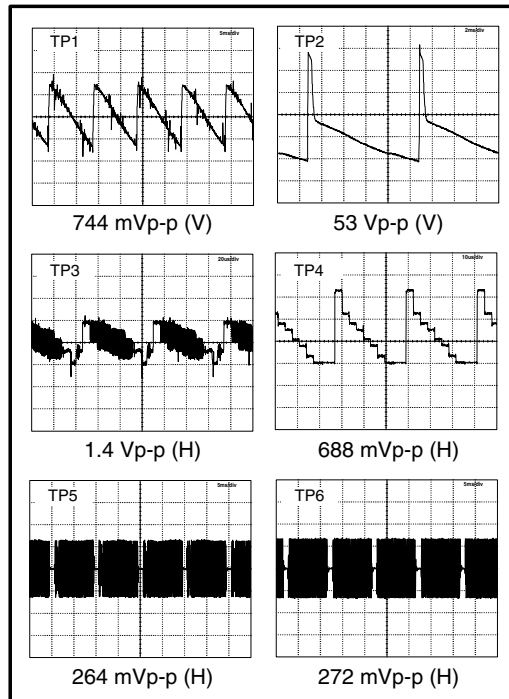 TP1
5ms/div
TP2
2ms/div
744 mVp-p (V)
53 Vp-p (V)
TP3
20us/div
TP4
10us/div
1.4 Vp-p (H)
688 mVp-p (H)
TP5
5ms/div
TP6
5ms/div
264 mVp-p (H)
272 mVp-p (H)